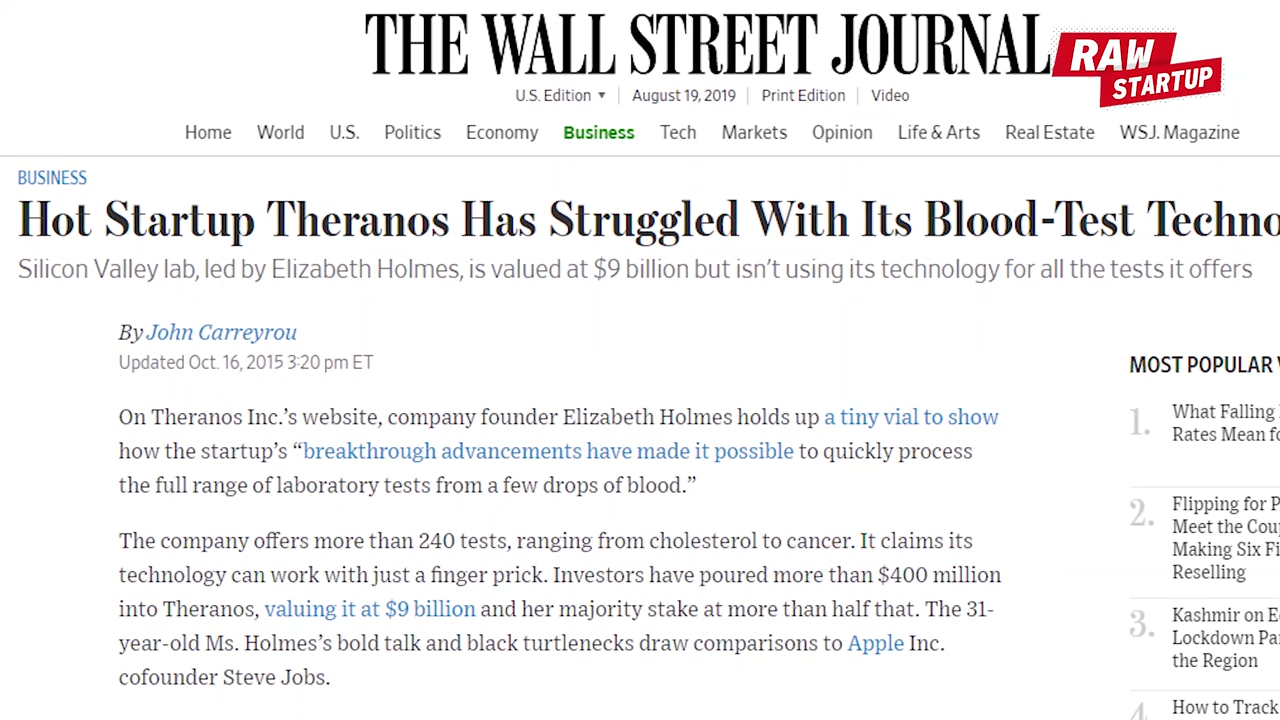 THE WALL STREET JOURNAL
RAW
STARTUP
U.S. Edition ▼ | August 19, 2019 | Print Edition | Video
Home World U.S. Politics Economy Business Tech Markets Opinion Life & Arts Real Estate WSJ. Magazine
BUSINESS
Hot Startup Theranos Has Struggled With Its Blood-Test
Silicon Valley lab, led by Elizabeth Holmes, is valued at $9 billion but isn’t using its technology for all the tests it offers
By John Carreyrou
Updated Oct. 16, 2015 3:20 pm ET
On Theranos Inc.’s website, company founder Elizabeth Holmes holds up a tiny vial to show
how the startup’s “breakthrough advancements have made it possible to quickly process
the full range of laboratory tests from a few drops of blood.”
The company offers more than 240 tests, ranging from cholesterol to cancer. It claims its
technology can work with just a finger prick. Investors have poured more than $400 million
into Theranos, valuing it at $9 billion and her majority stake at more than half that. The 31-
year-old Ms. Holmes’s bold talk and black turtlenecks draw comparisons to Apple Inc.
cofounder Steve Jobs.
MOST POPULAR
1.
What Falling
Rates Mean
2.
Flipping for
Meet the
Making Six
Reselling
3.
Kashmir on
Lockdown
the Region
4.
How to Track